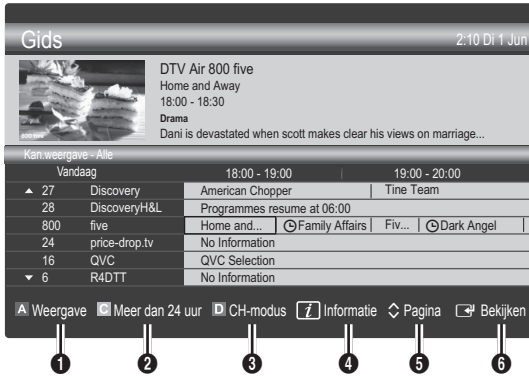 Gids
2:10 Di 1 Jun
DTV Air 800 five
Home and Away
18:00 - 18:30
Drama
Dani is devastated when scott makes clear his views on marriage...
800 five
Kan.weergave - Alle
Vandaag 18:00 - 19:00 19:00 - 20:00
▲ 27 Discovery American Chopper Tine Team
28 DiscoveryH&L Programmes resume at 06:00
800 five Home and... Family Affairs Fiv... Dark Angel
24 price-drop.tv No Information
16 QVC QVC Selection
▼ 6 R4DTT No Information
A Weergave C Meer dan 24 uur D CH-modus i Informatie Pagina Bekijken
1 2 3 4 5 6